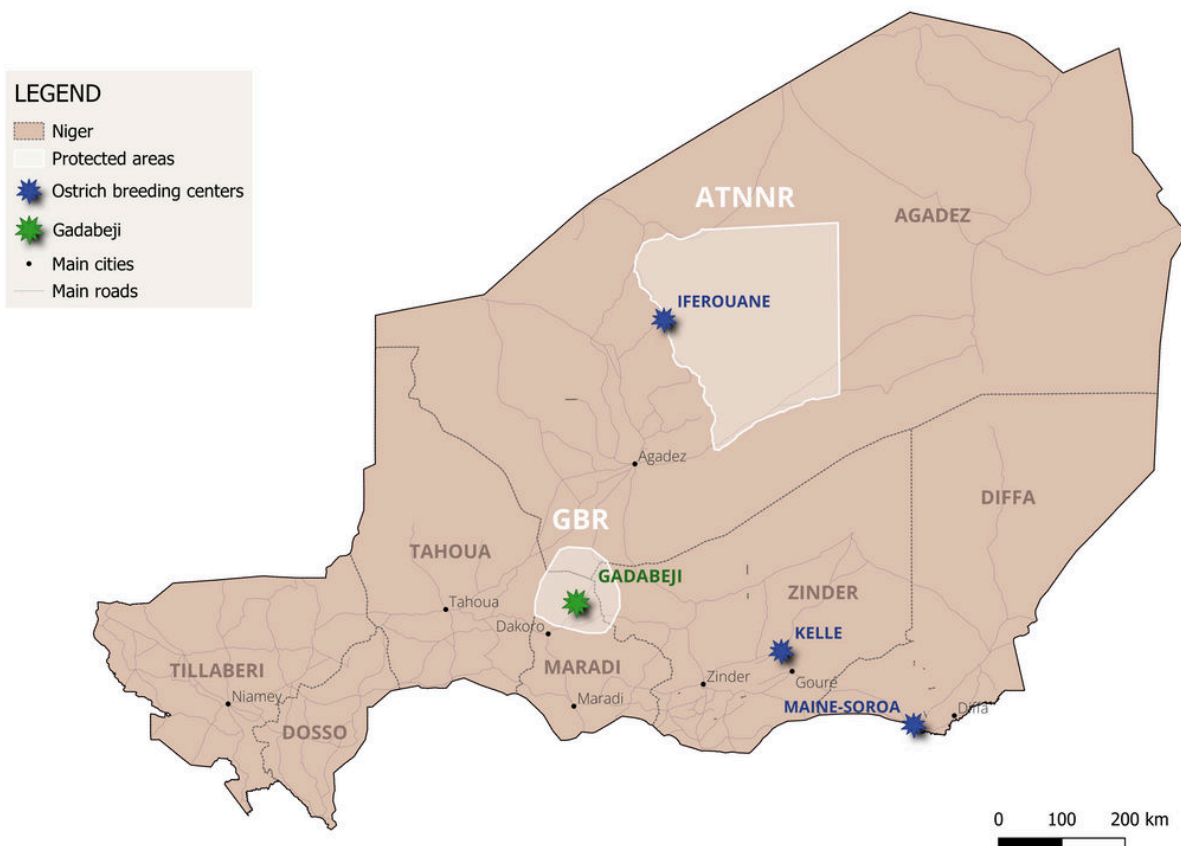 LEGEND
Niger
Protected areas
Ostrich breeding centers
Gadabeji
Main cities
Main roads
ATNNR
AGADEZ
IFEROUANE
Agadez
DIFFA
GBR
TAHOUA
GADABEJI
ZINDER
Tahoua
Dakoro
KELLE
TILLABERI
MARADI
Zinder
Gouré
Niamey
Maradi
MAINE-SOROA
Diffa
DOSSO
0 100 200 km